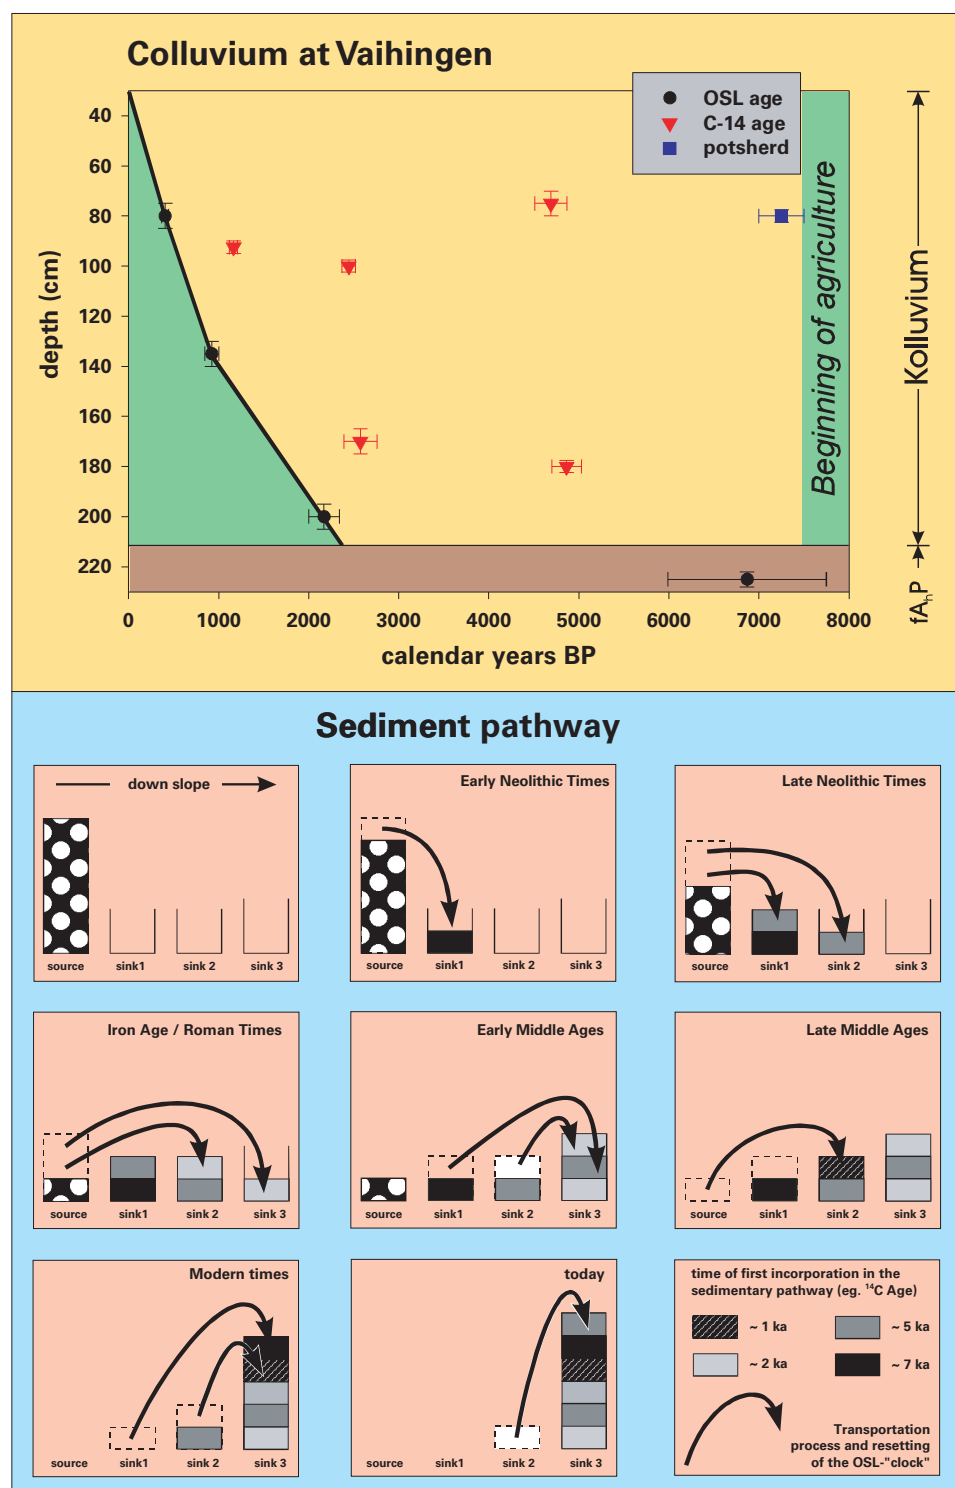 Colluvium at Vaihingen
OSL age
C-14 age
potsherd
40
60
80
100
120
140
160
180
200
220
depth (cm)
Beginning of agriculture
Kolluvium
fAhP
0 1000 2000 3000 4000 5000 6000 7000 8000
calendar years BP
Sediment pathway
down slope
source sink1 sink 2 sink 3
Early Neolithic Times
source sink1 sink 2 sink 3
Late Neolithic Times
source sink1 sink 2 sink 3
Iron Age / Roman Times
source sink1 sink 2 sink 3
Early Middle Ages
source sink1 sink 2 sink 3
Late Middle Ages
source sink1 sink 2 sink 3
Modern times
source sink1 sink 2 sink 3
today
source sink1 sink 2 sink 3
time of first incorporation in the
sedimentary pathway (eg. ¹⁴C Age)
~ 1 ka ~ 5 ka
~ 2 ka ~ 7 ka
Transportation
process and resetting
of the OSL-"clock"